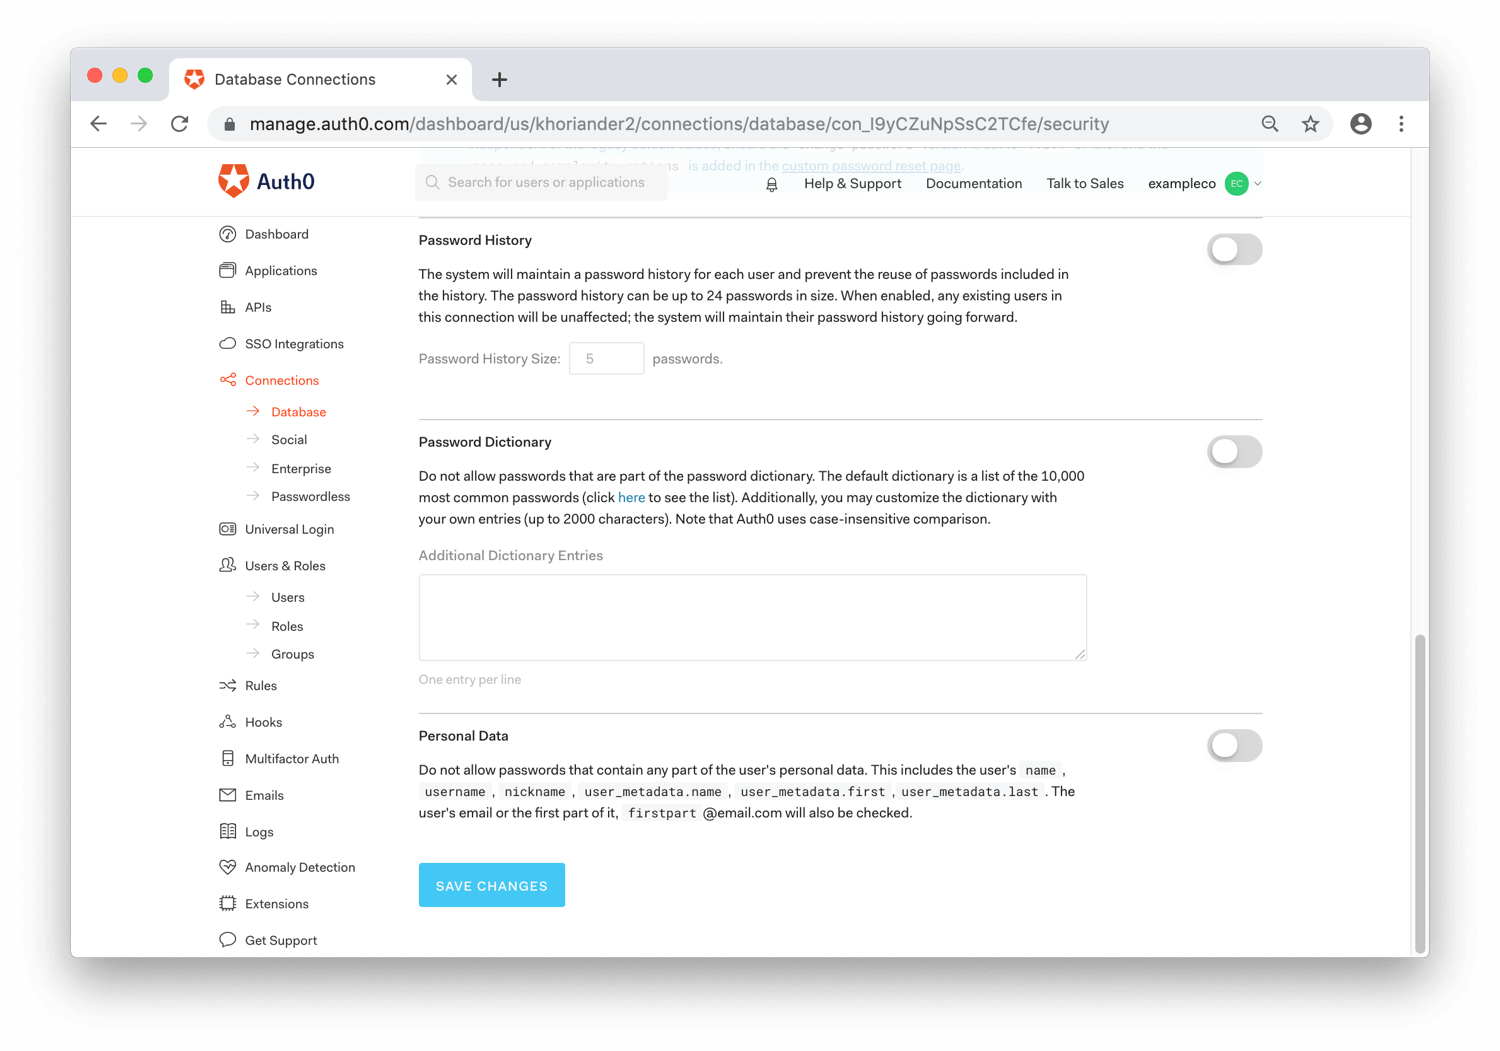 Database Connections
manage.auth0.com/dashboard/us/khoriander2/connections/database/con_I9yCZuNpSsC2TCfe/security
is added in the custom password reset page.
Auth0
Search for users or applications
Help & Support
Documentation
Talk to Sales
exampleco
EC
Dashboard
Applications
APIs
SSO Integrations
Connections
Database
Social
Enterprise
Passwordless
Universal Login
Users & Roles
Users
Roles
Groups
Rules
Hooks
Multifactor Auth
Emails
Logs
Anomaly Detection
Extensions
Get Support
Password History
The system will maintain a password history for each user and prevent the reuse of passwords included in
the history. The password history can be up to 24 passwords in size. When enabled, any existing users in
this connection will be unaffected; the system will maintain their password history going forward.
Password History Size: 5 passwords.
Password Dictionary
Do not allow passwords that are part of the password dictionary. The default dictionary is a list of the 10,000
most common passwords (click here to see the list). Additionally, you may customize the dictionary with
your own entries (up to 2000 characters). Note that Auth0 uses case-insensitive comparison.
Additional Dictionary Entries
One entry per line
Personal Data
Do not allow passwords that contain any part of the user's personal data. This includes the user's name ,
username , nickname , user_metadata.name , user_metadata.first , user_metadata.last . The
user's email or the first part of it, firstpart @email.com will also be checked.
SAVE CHANGES